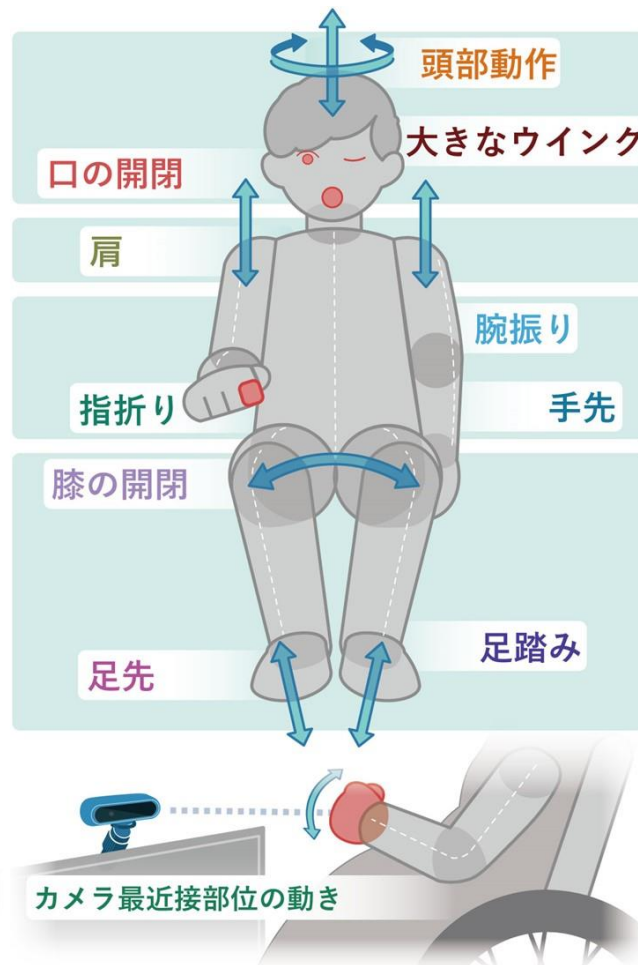 頭部動作
大きなウインク
口の開閉
肩
腕振り
指折り
手先
膝の開閉
足踏み
足先
カメラ最近接部位の動き